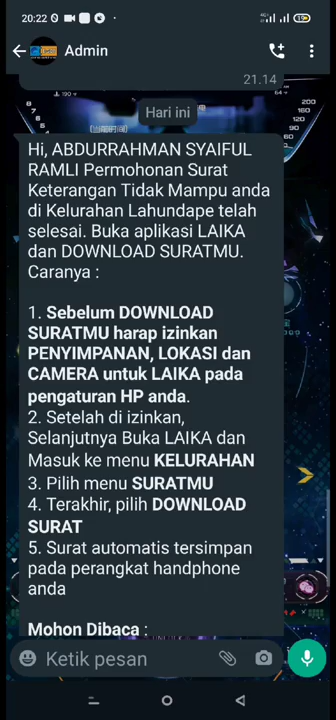 20:22
Admin
21.14
Hari ini
Hi, ABDURRAHMAN SYAIFUL
RAMLI Permohonan Surat
Keterangan Tidak Mampu anda
di Kelurahan Lahundape telah
selesai. Buka aplikasi LAIKA
dan DOWNLOAD SURATMU.
Caranya :
1. Sebelum DOWNLOAD
SURATMU harap izinkan
PENYIMPANAN, LOKASI dan
CAMERA untuk LAIKA pada
pengaturan HP anda.
2. Setelah di izinkan,
Selanjutnya Buka LAIKA dan
Masuk ke menu KELURAHAN
3. Pilih menu SURATMU
4. Terakhir, pilih DOWNLOAD
SURAT
5. Surat automatis tersimpan
pada perangkat handphone
anda
Mohon Dibaca :
Ketik pesan